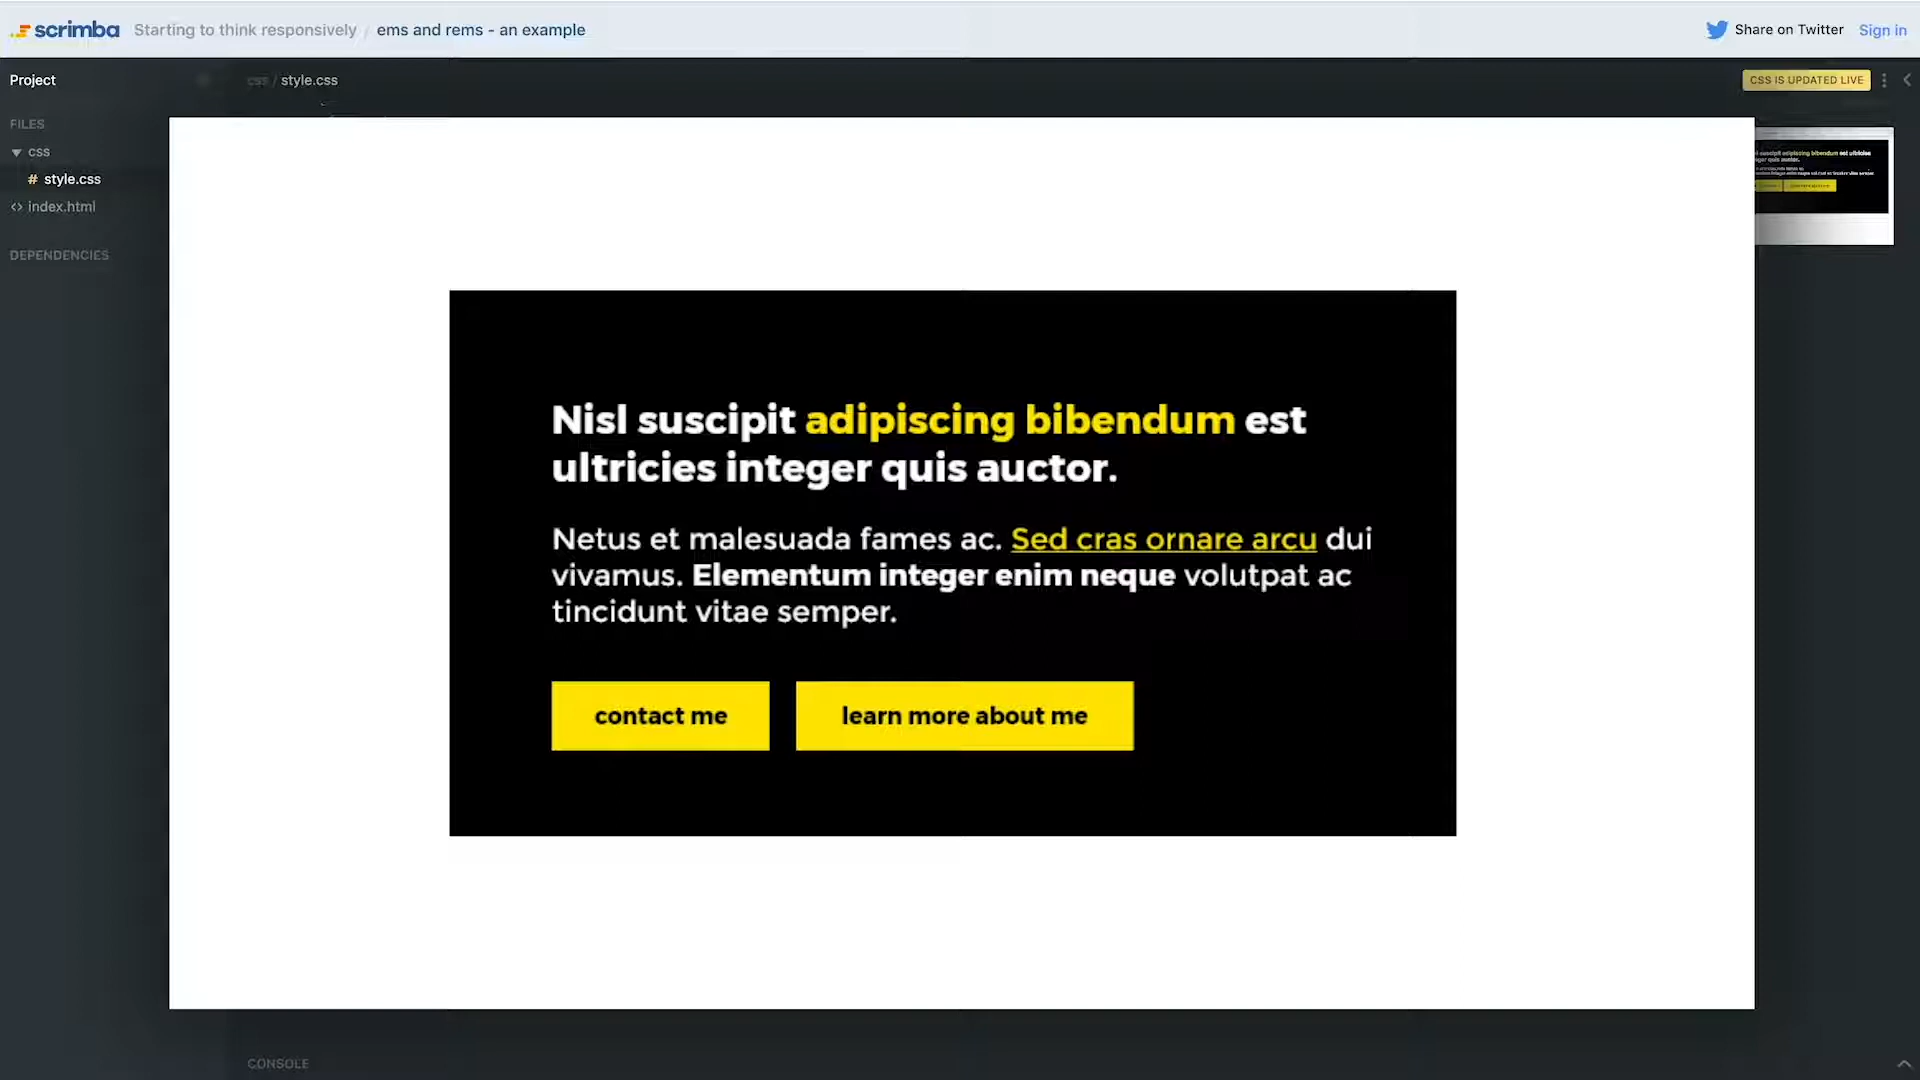 scrimba Starting to think responsively / ems and rems - an example Share on Twitter Sign in
Project css / style.css CSS IS UPDATED LIVE
FILES
css
# style.css
<> index.html
DEPENDENCIES
Nisl suscipit adipiscing bibendum est
ultricies integer quis auctor.
Netus et malesuada fames ac. Sed cras ornare arcu dui
vivamus. Elementum integer enim neque volutpat ac
tincidunt vitae semper.
contact me learn more about me
CONSOLE